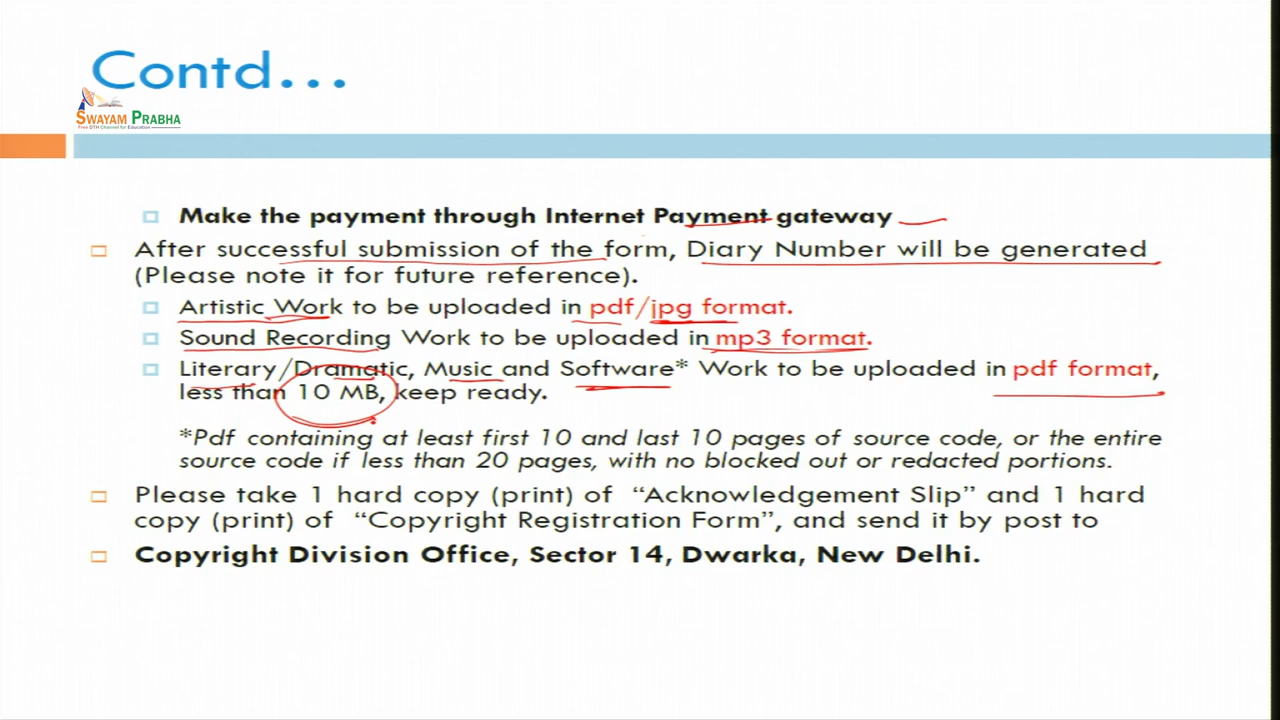 Contd...
SWAYAM PRABHA
Free DTH Channel for Education
Make the payment through Internet Payment gateway
After successful submission of the form, Diary Number will be generated
(Please note it for future reference).
Artistic Work to be uploaded in pdf/jpg format.
Sound Recording Work to be uploaded in mp3 format.
Literary/Dramatic, Music and Software* Work to be uploaded in pdf format,
less than 10 MB, keep ready.
*Pdf containing at least first 10 and last 10 pages of source code, or the entire
source code if less than 20 pages, with no blocked out or redacted portions.
Please take 1 hard copy (print) of "Acknowledgement Slip" and 1 hard
copy (print) of "Copyright Registration Form", and send it by post to
Copyright Division Office, Sector 14, Dwarka, New Delhi.